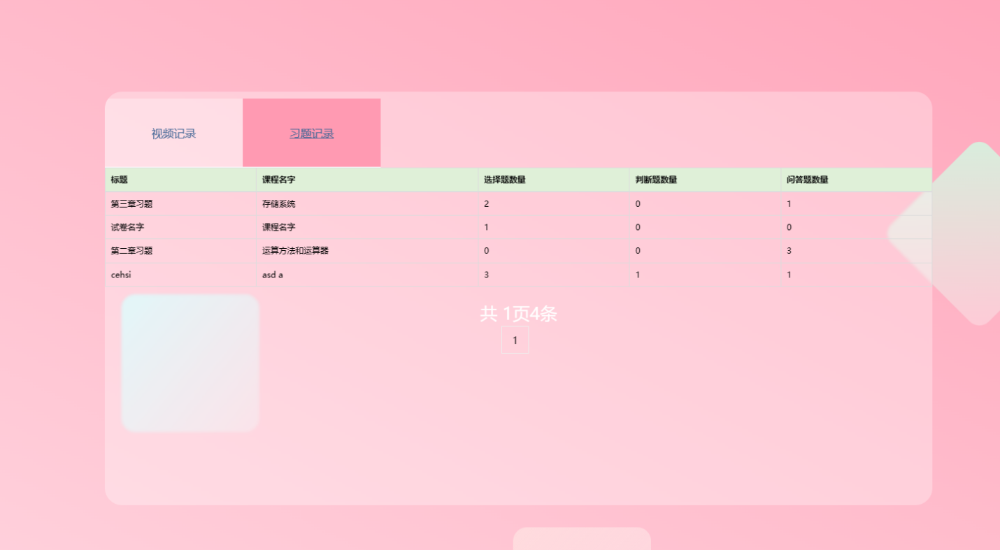 视频记录 习题记录
标题 课程名字 选择题数量 判断题数量 问答题数量
第三章习题 存储系统 2 0 1
试卷名字 课程名字 1 0 0
第二章习题 运算方法和运算器 0 0 3
cehsi asd a 3 1 1
共 1页4条
1